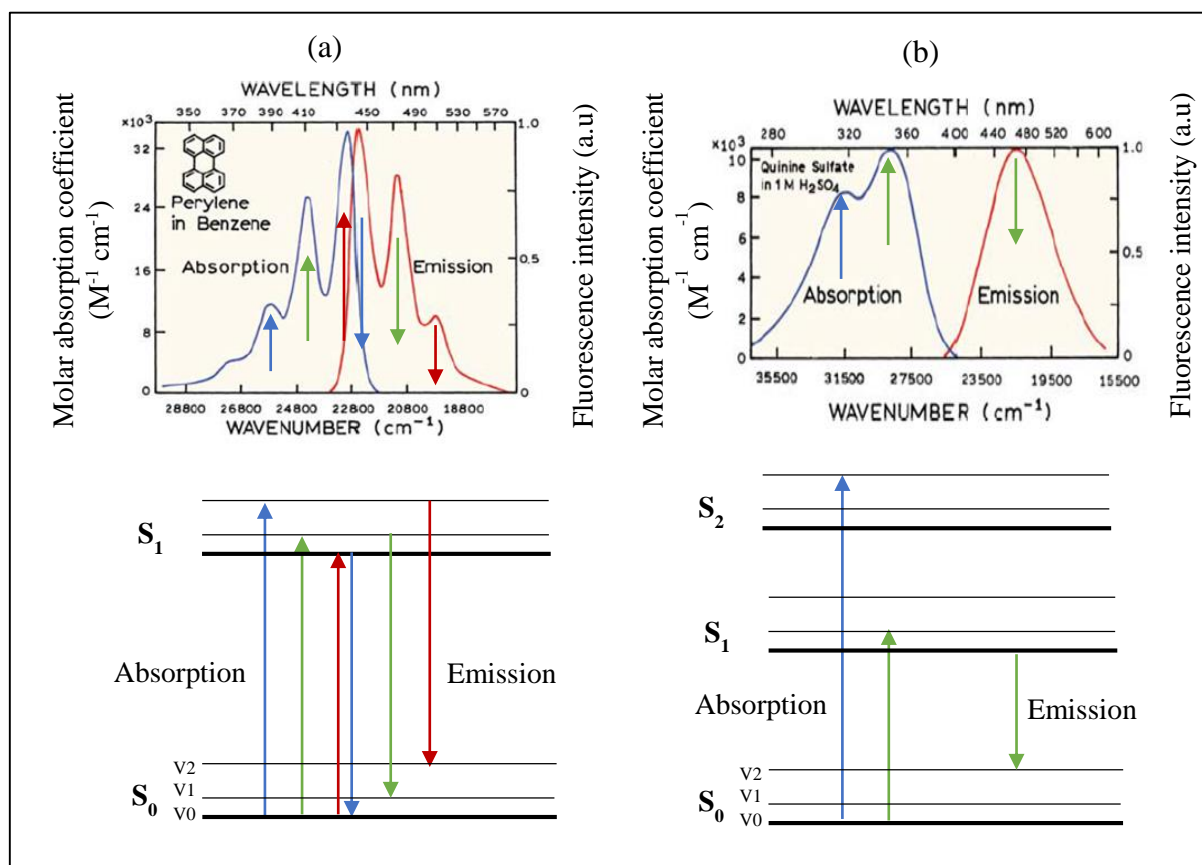 (a)
WAVELENGTH (nm)
350 370 390 410 440 480 510 530 570
Molar absorption coefficient
(M⁻¹ cm⁻¹)
×10³
32
24
16
8
0
Perylene
in Benzene
Absorption
Emission
1.0
0.5
0
Fluorescence intensity (a.u)
28800 26800 24800 22800 20800 18800
WAVENUMBER (cm⁻¹)
(b)
WAVELENGTH (nm)
280 320 360 400 440 480 520 600
Molar absorption coefficient
(M⁻¹ cm⁻¹)
×10³
10
8
6
4
2
0
Quinine Sulfate
in 1 M H₂SO₄
Absorption
Emission
1.0
0.5
0
Fluorescence intensity (a.u)
35500 31500 27500 23500 19500 15500
WAVENUMBER (cm⁻¹)
S₁
Absorption
Emission
V2
V1
S₀
V0
S₂
S₁
Absorption
Emission
V2
V1
S₀
V0